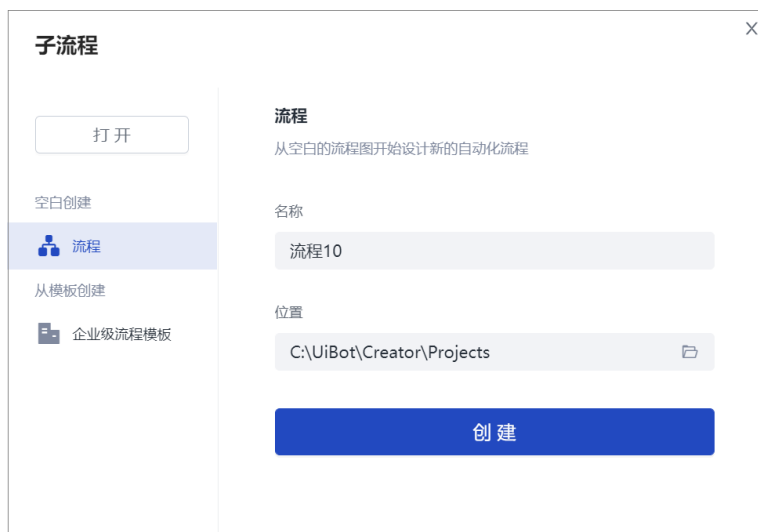 子流程
打开
空白创建
流程
从模板创建
企业级流程模板
流程
从空白的流程图开始设计新的自动化流程
名称
流程10
位置
C:\UiBot\Creator\Projects
创建